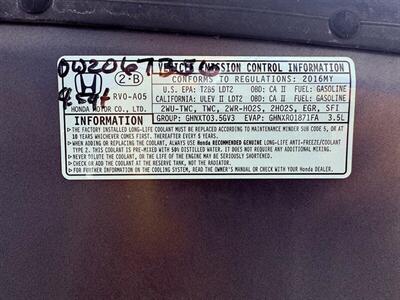 VEHICLE EMISSION CONTROL INFORMATION
2·B
CONFORMS TO REGULATIONS: 2016MY
RV0-A05
U.S. EPA: T2B5 LDT2 OBD: CA II FUEL: GASOLINE
CALIFORNIA: ULEV II LDT2 OBD: CA II FUEL: GASOLINE
HONDA MOTOR CO., LTD.
2WU-TWC, TWC, 2WR-HO2S, 2HO2S, EGR, SFI
INFORMATION
GROUP: GHNXT03.5GV3 EVAP: GHNXR0187IFA 3.5L
▶THE FACTORY INSTALLED LONG-LIFE COOLANT MUST BE REPLACED ACCORDING TO MAINTENANCE MINDER SUB CODE 5, OR AT
10 YEARS WHICHEVER COMES FIRST. THEREAFTER EVERY 5 YEARS.
▶WHEN ADDING OR REPLACING THE COOLANT, ALWAYS USE Honda RECOMMENDED GENUINE LONG-LIFE ANTI-FREEZE/COOLANT
TYPE 2. THIS COOLANT IS PRE-MIXED WITH 50% DISTILLED WATER. IT DOES NOT REQUIRE ANY ADDITIONAL MIXING.
▶NEVER DILUTE THE COOLANT, OR THE LIFE OF THE ENGINE MAY BE SERIOUSLY SHORTENED.
▶CHECK OR ADD THE COOLANT AT THE RESERVE TANK, NOT THE RADIATOR.
▶FOR FURTHER INFORMATION ON THE COOLING SYSTEM, READ THE OWNER'S MANUAL OR CHECK WITH YOUR Honda DEALER.